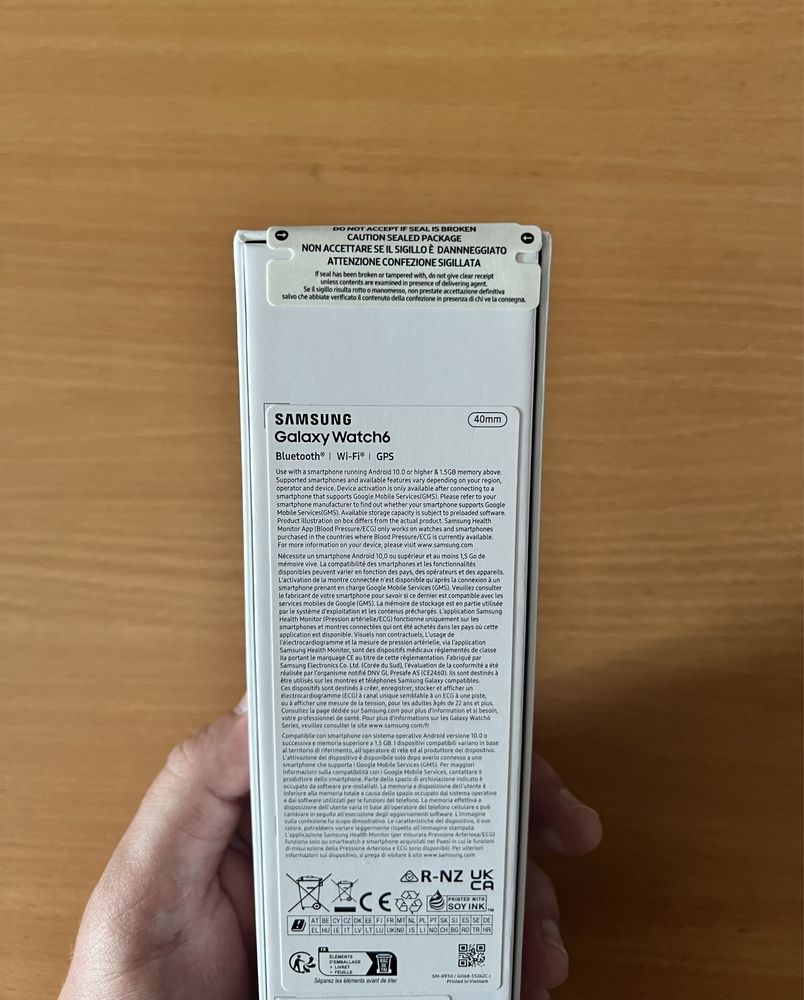 DO NOT ACCEPT IF SEAL IS BROKEN
CAUTION SEALED PACKAGE
NON ACCETTARE SE IL SIGILLO È DANNNEGGIATO
ATTENZIONE CONFEZIONE SIGILLATA
If seal has been broken or tampered with, do not give clear receipt
unless contents are examined in presence of delivering agent.
Se il sigillo risulta rotto o manomesso, non prestate accettazione definitiva
salvo che abbiate verificato il contenuto della confezione in presenza di chi ve la consegna.
SAMSUNG
40mm
Galaxy Watch6
Bluetooth® | Wi-Fi® | GPS
Use with a smartphone running Android 10.0 or higher & 1.5GB memory above.
Supported smartphones and available features vary depending on your region,
operator and device. Device activation is only available after connecting to a
smartphone that supports Google Mobile Services(GMS). Please refer to your
smartphone manufacturer to find out whether your smartphone supports Google
Mobile Services(GMS). Available storage capacity is subject to preloaded software.
Product illustration on box differs from the actual product. Samsung Health
Monitor App (Blood Pressure/ECG) only works on watches and smartphones
purchased in the countries where Blood Pressure/ECG is currently available.
For more information on your device, please visit www.samsung.com
Nécessite un smartphone Android 10,0 ou supérieur et au moins 1,5 Go de
mémoire vive. La compatibilité des smartphones et les fonctionnalités
disponibles peuvent varier en fonction des pays, des opérateurs et des appareils.
L'activation de la montre connectée n'est disponible qu'après la connexion à un
smartphone prenant en charge Google Mobile Services (GMS). Veuillez consulter
le fabricant de votre smartphone pour savoir si ce dernier est compatible avec les
services mobiles de Google (GMS). La mémoire de stockage est en partie utilisée
par le système d'exploitation et les contenus préchargés. L'application Samsung
Health Monitor (Pression artérielle/ECG) fonctionne uniquement sur les
smartphones et montres connectées qui ont été achetés dans les pays où cette
application est disponible. Visuels non contractuels, L'usage de
l'électrocardiogramme et la mesure de pression artérielle, via l'application
Samsung Health Monitor, sont des dispositifs médicaux réglementés de classe
IIa portant le marquage CE au titre de cette réglementation. Fabriqué par
Samsung Electronics Co. Ltd. (Corée du Sud), l'évaluation de la conformité a été
réalisée par l'organisme notifié DNV GL Presafe AS (CE2460). Ils sont destinés à
être utilisés sur les montres et téléphones Samsung Galaxy compatibles.
Ces dispositifs sont destinés à créer, enregistrer, stocker et afficher un
électrocardiogramme (ECG) à canal unique semblable à un ECG à une piste,
ou à afficher une mesure de la tension, pour les adultes âgés de 22 ans et plus.
Consultez la page dédiée sur Samsung.com pour plus d'information et si besoin,
votre professionnel de santé. Pour plus d'informations sur les Galaxy Watch6
Series, veuillez consulter le site www.samsung.com/fr
Compatibile con smartphone con sistema operativo Android versione 10.0 o
successiva e memoria superiore a 1,5 GB. I dispositivi compatibili variano in base
al territorio di riferimento, all'operatore di rete ed al produttore del dispositivo.
L'attivazione del dispositivo è disponibile solo dopo averlo connesso a uno
smartphone che supporta i Google Mobile Services (GMS). Per maggiori
informazioni sulla compatibilità con i Google Mobile Services, contattare il
produttore dello smartphone. Parte dello spazio di archiviazione indicato è
occupato da software pre-installati. La memoria a disposizione dell'utente è
inferiore alla memoria totale a causa dello spazio occupato dal sistema operativo
e dai software utilizzati per le funzioni del telefono. La memoria effettiva a
disposizione dell'utente varia in base all'operatore del telefono cellulare e può
cambiare in seguito all'esecuzione degli aggiornamenti software. L'immagine
sulla confezione ha scopo dimostrativo. Le caratteristiche del dispositivo, il suo
colore, potrebbero variare leggermente rispetto all'immagine stampata.
L'applicazione Samsung Health Monitor (per misurare Pressione Arteriosa/ECG)
funziona solo su smartwatch e smartphone acquistati nei Paesi in cui le funzioni
di misurazione della Pressione Arteriosa e ECG sono disponibili. Per ulteriori
informazioni sul dispositivo, si prega di visitare il sito www.samsung.com
R-NZ UK
CA
CE
PRINTED WITH
SOY INK™
AT BE CY CZ DK EE FI FR MT NL PL PT SK SI ES SE DE
EL HU IE IT LV LT LU UK(NI) IS LI NO CH BG RO TR HR
FR
ÉLÉMENTS
D'EMBALLAGE
+ LIVRET
+ FEUILLE
Séparez les éléments avant de trier
SM-R930 / GH68-55262C
Printed in Vietnam